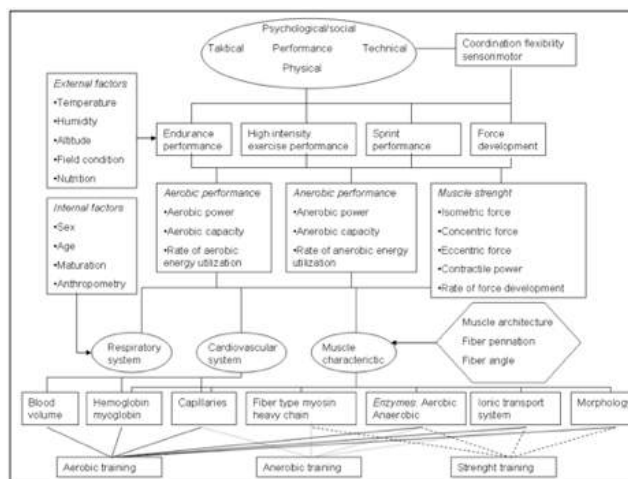 Psychological/social
Taktical Performance Technical
Physical
Coordination flexibility
sensonmotor
External factors
•Temperature
•Humidity
•Altitude
•Field condition
•Nutrition
Endurance
performance
High intensity
exercise performance
Sprint
performance
Force
development
Internal factors
•Sex
•Age
•Maturation
•Anthropometry
Aerobic performance
•Aerobic power
•Aerobic capacity
•Rate of aerobic
energy utilization
Anerobic performance
•Anerobic power
•Anerobic capacity
•Rate of anerobic energy
utilization
Muscle strenght
•Isometric force
•Concentric force
•Eccentric force
•Contractile power
•Rate of force development
Respiratory
system
Cardiovascular
system
Muscle
characterictic
Muscle architecture
Fiber pennation
Fiber angle
Blood
volume
Hemoglobin
myoglobin
Capillaries
Fiber type myosin
heavy chain
Enzymes: Aerobic
Anaerobic
Ionic transport
system
Morphology
Aerobic training
Anerobic training
Strenght training